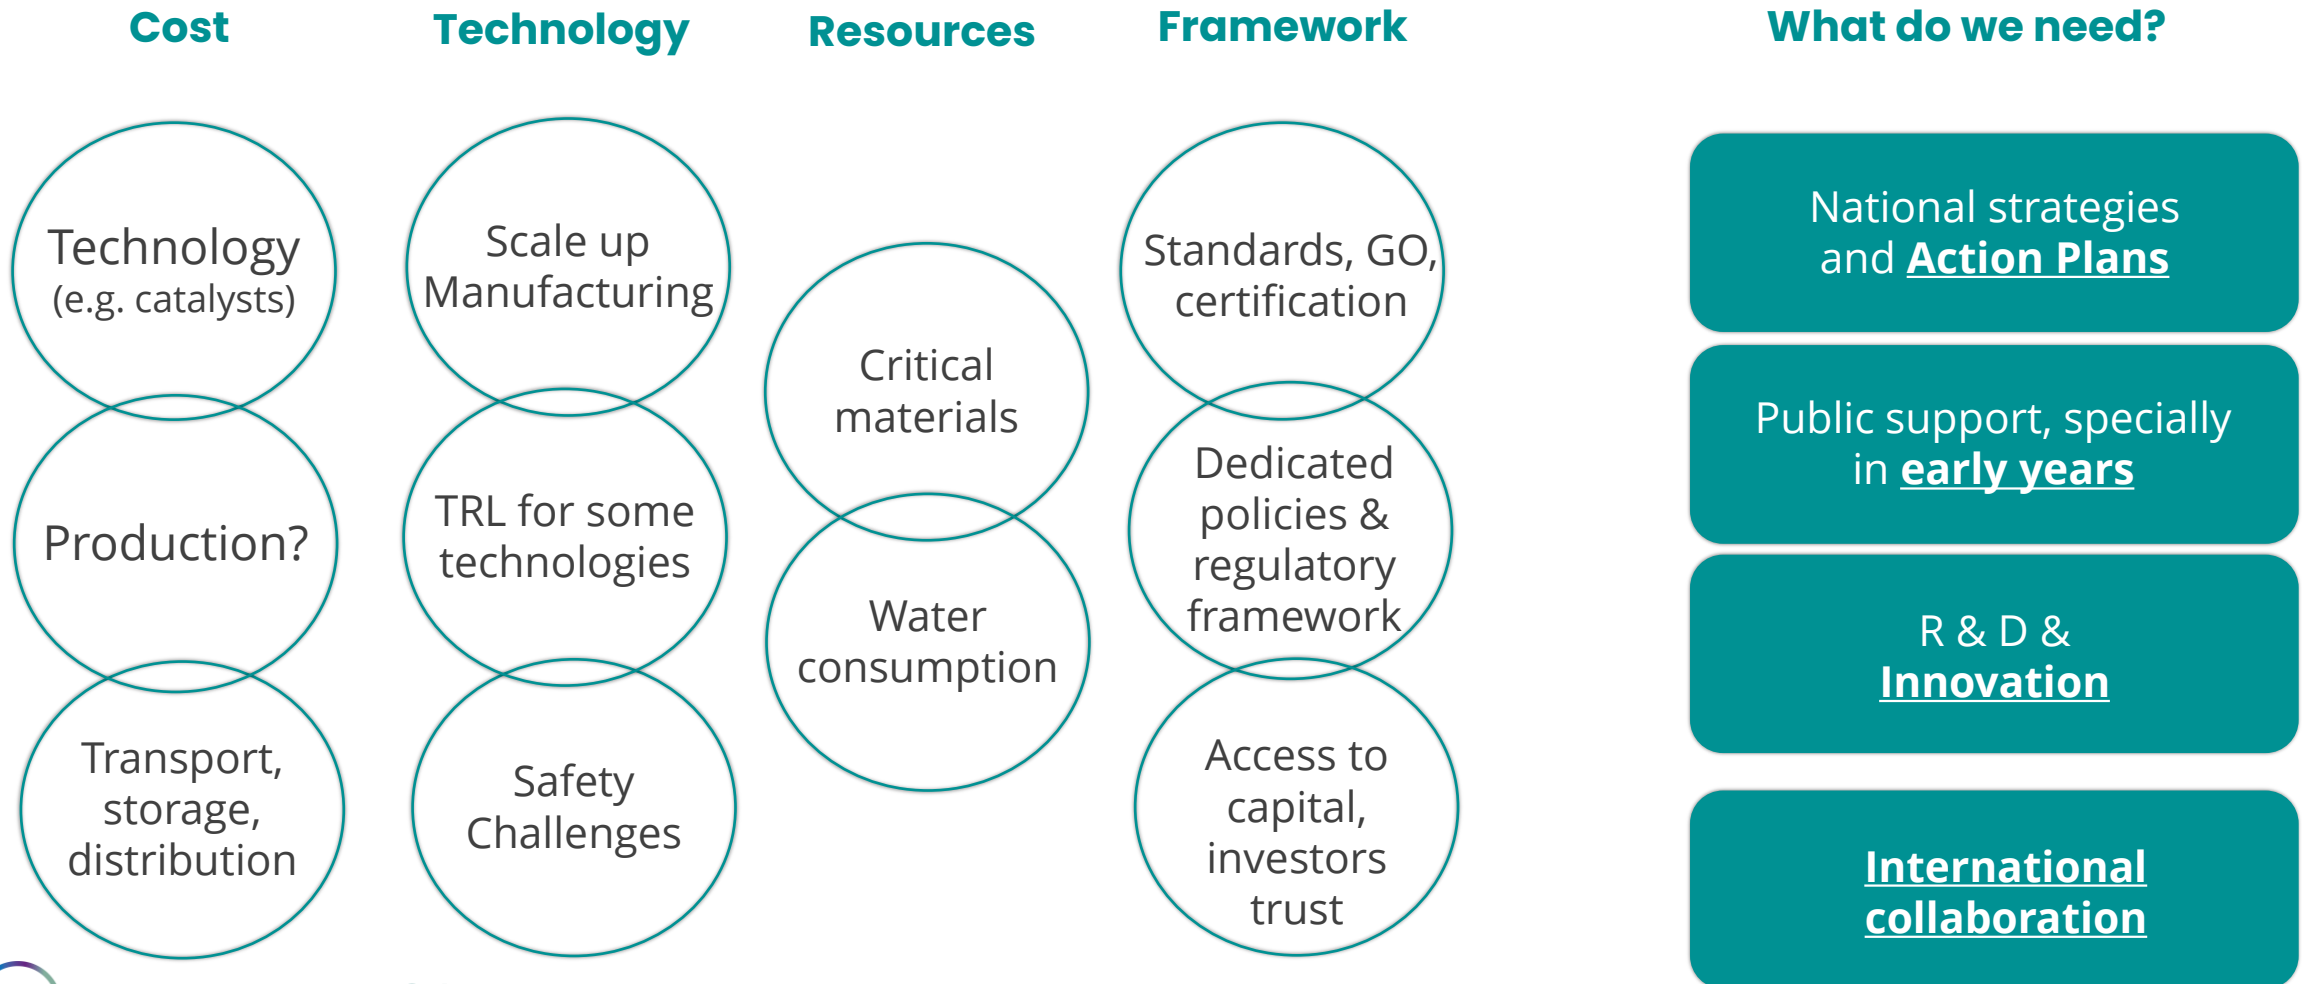 Cost
Technology
(e.g. catalysts)
Production?
Transport,
storage,
distribution
Technology
Scale up
Manufacturing
TRL for some
technologies
Safety
Challenges
Resources
Critical
materials
Water
consumption
Framework
Standards, GO,
certification
Dedicated
policies &
regulatory
framework
Access to
capital,
investors
trust
What do we need?
National strategies
and Action Plans
Public support, specially
in early years
R & D &
Innovation
International
collaboration